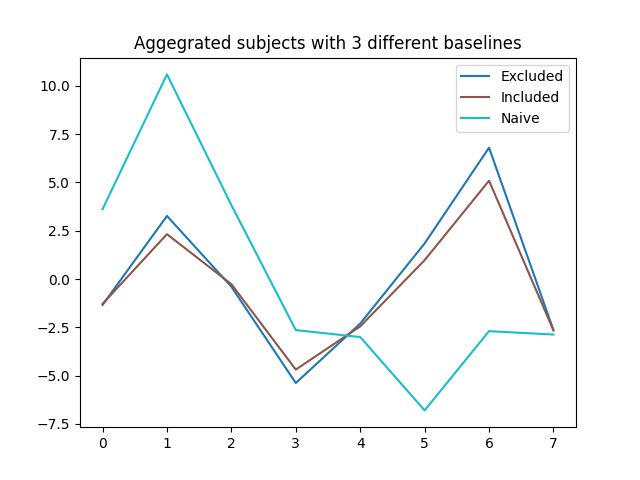 Aggegrated subjects with 3 different baselines
Excluded
Included
Naive
10.0
7.5
5.0
2.5
0.0
−2.5
−5.0
−7.5
0 1 2 3 4 5 6 7